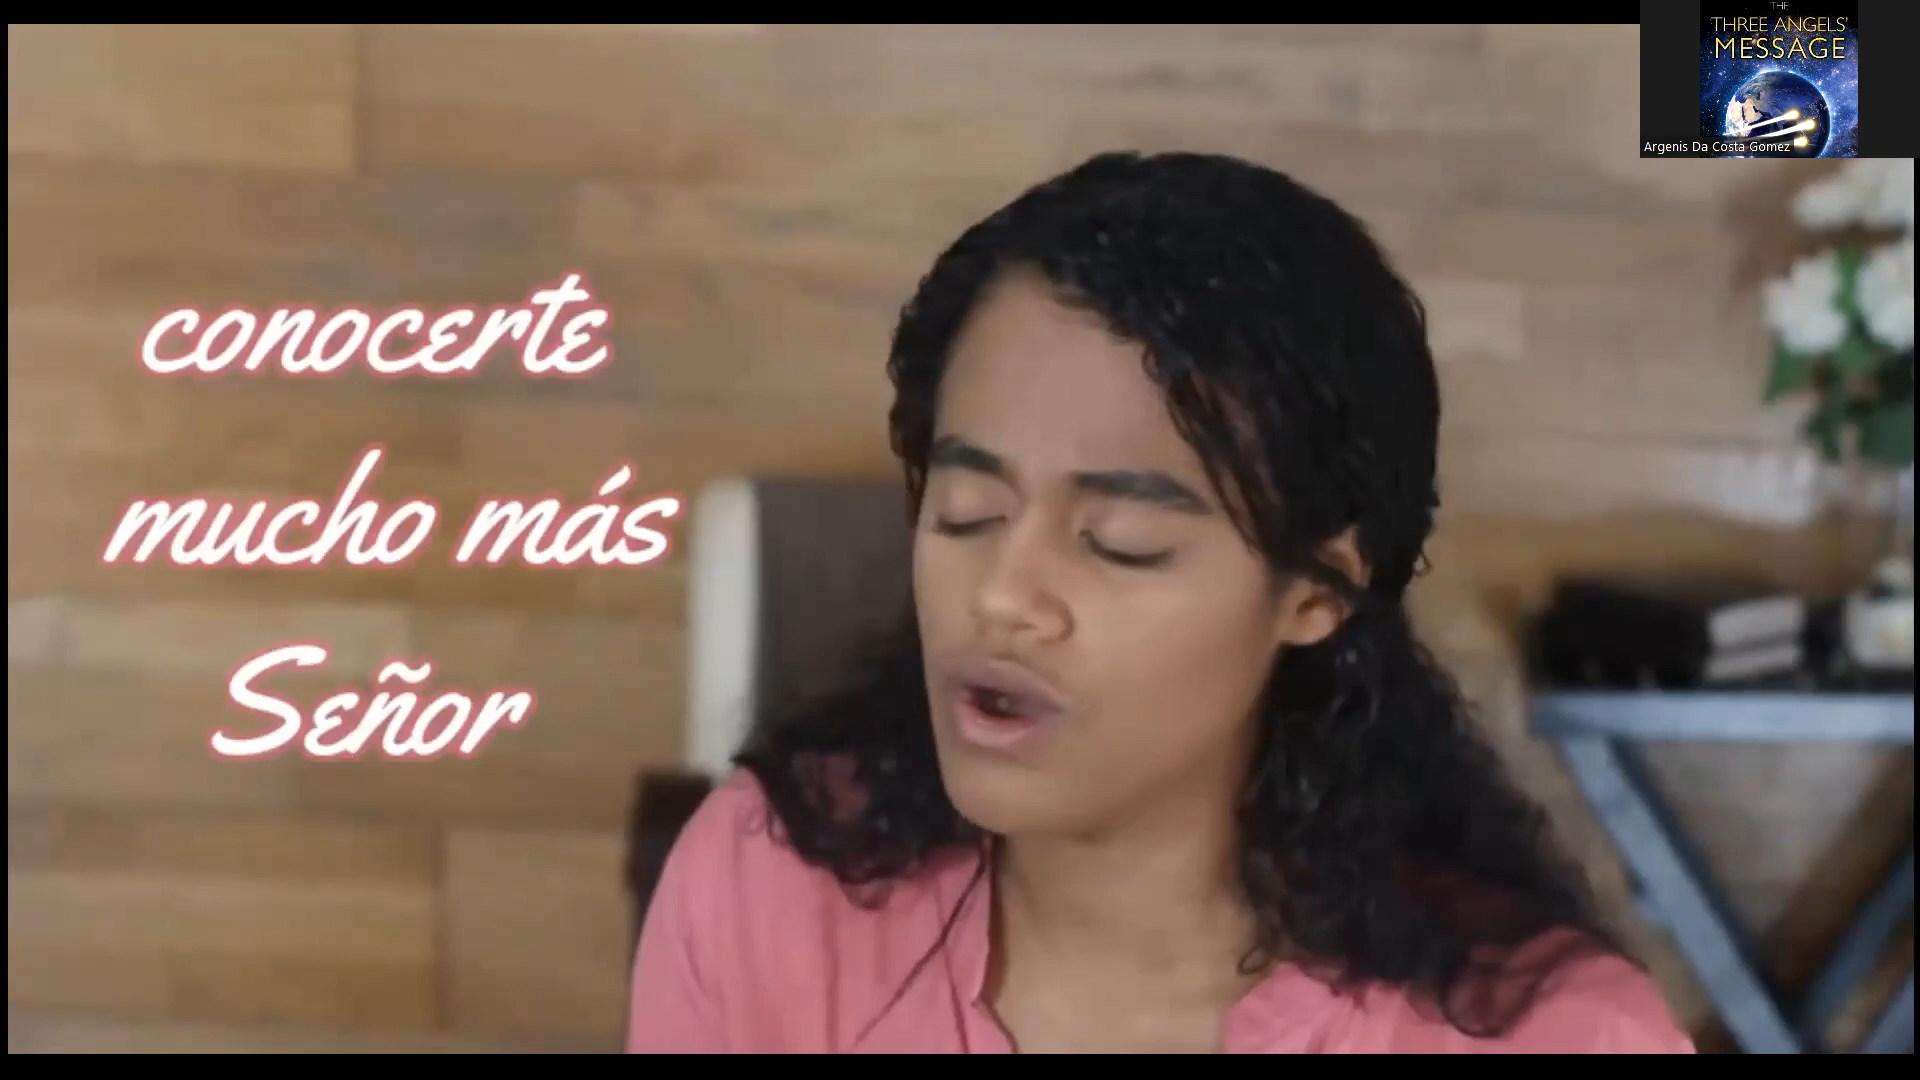 conocerte
mucho más
Señor
THE
THREE ANGELS'
MESSAGE
Argenis Da Costa Gomez